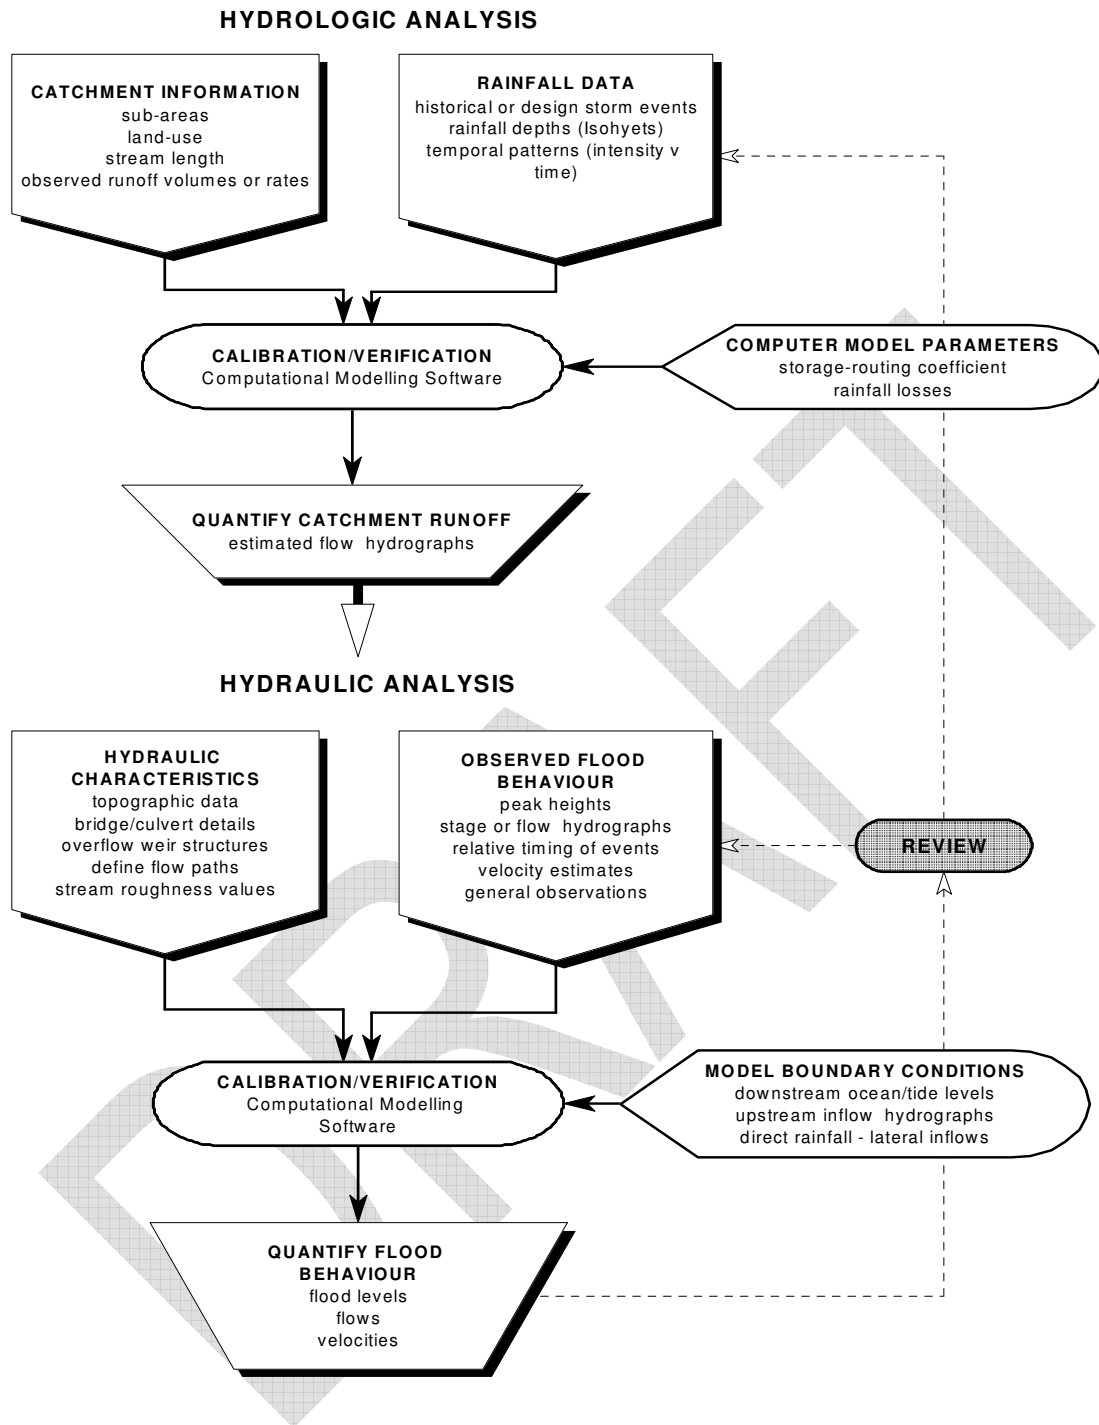 HYDROLOGIC ANALYSIS
CATCHMENT INFORMATION
sub-areas
land-use
stream length
observed runoff volumes or rates
RAINFALL DATA
historical or design storm events
rainfall depths (Isohyets)
temporal patterns (intensity v
time)
CALIBRATION/VERIFICATION
Computational Modelling Software
COMPUTER MODEL PARAMETERS
storage-routing coefficient
rainfall losses
QUANTIFY CATCHMENT RUNOFF
estimated flow hydrographs
HYDRAULIC ANALYSIS
HYDRAULIC
CHARACTERISTICS
topographic data
bridge/culvert details
overflow weir structures
define flow paths
stream roughness values
OBSERVED FLOOD
BEHAVIOUR
peak heights
stage or flow hydrographs
relative timing of events
velocity estimates
general observations
REVIEW
CALIBRATION/VERIFICATION
Computational Modelling
Software
MODEL BOUNDARY CONDITIONS
downstream ocean/tide levels
upstream inflow hydrographs
direct rainfall - lateral inflows
QUANTIFY FLOOD
BEHAVIOUR
flood levels
flows
velocities
DRAFT